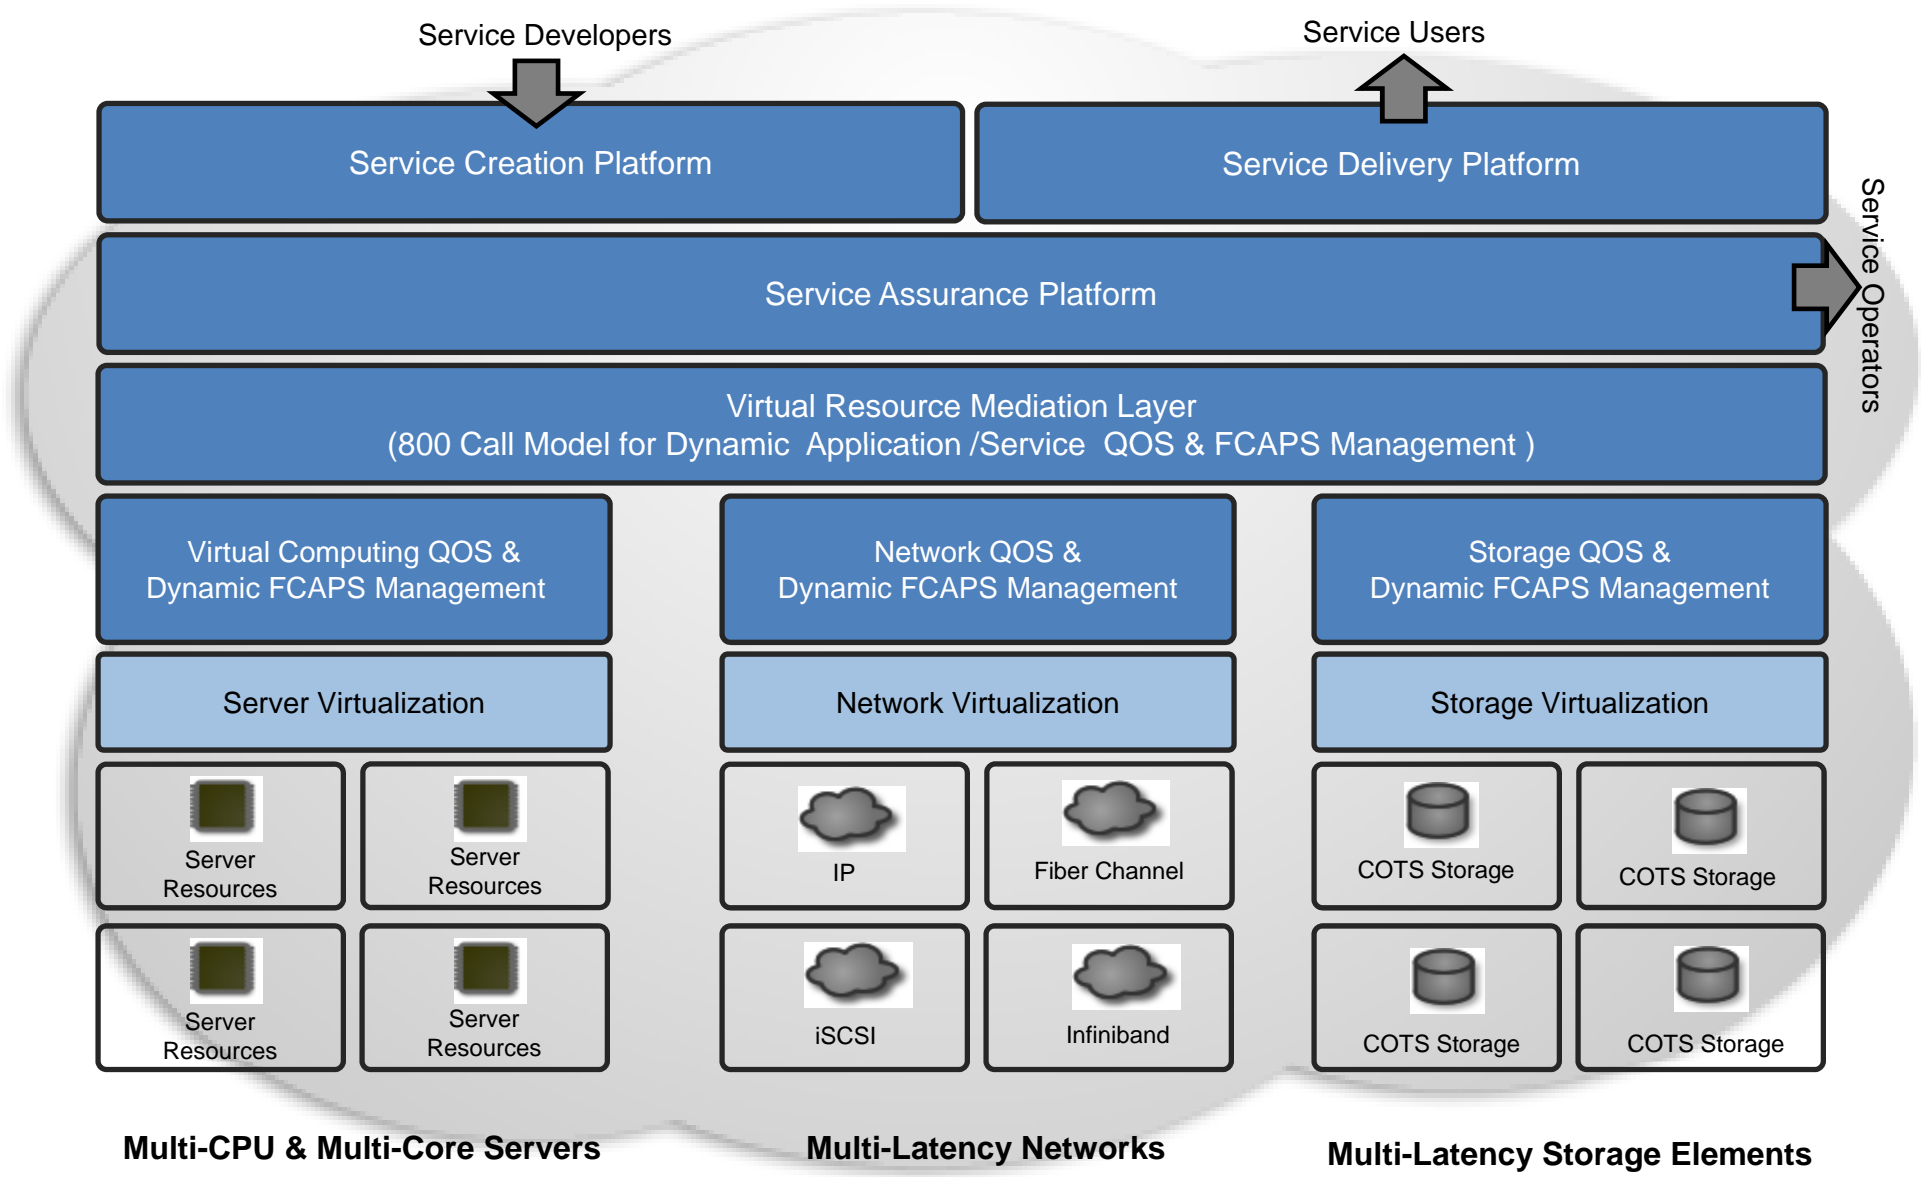 Service Developers
Service Users
Service Creation Platform
Service Delivery Platform
Service Operators
Service Assurance Platform
Virtual Resource Mediation Layer
(800 Call Model for Dynamic Application /Service QOS & FCAPS Management )
Virtual Computing QOS &
Dynamic FCAPS Management
Network QOS &
Dynamic FCAPS Management
Storage QOS &
Dynamic FCAPS Management
Server Virtualization
Network Virtualization
Storage Virtualization
Server
Resources
Server
Resources
IP
Fiber Channel
COTS Storage
COTS Storage
Server
Resources
Server
Resources
iSCSI
Infiniband
COTS Storage
COTS Storage
Multi-CPU & Multi-Core Servers
Multi-Latency Networks
Multi-Latency Storage Elements